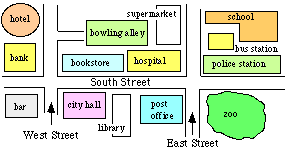 hotel
supermarket
school
bowling alley
bus station
bank
bookstore
hospital
police station
South Street
bar
city hall
library
post
office
zoo
West Street
East Street